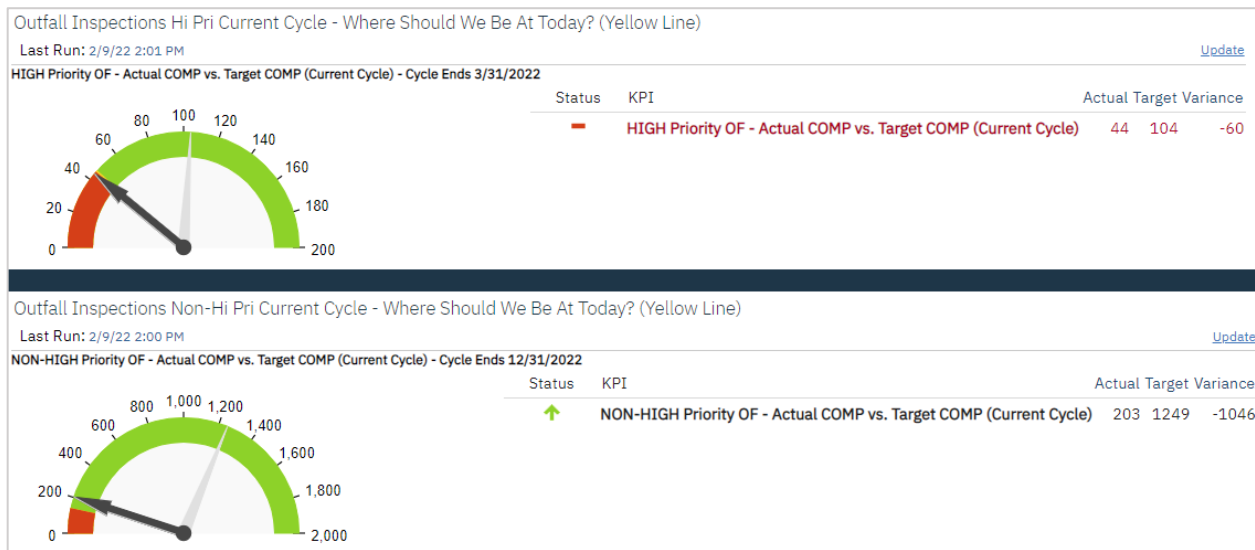 Outfall Inspections Hi Pri Current Cycle - Where Should We Be At Today? (Yellow Line)
Last Run: 2/9/22 2:01 PM
Update
HIGH Priority OF - Actual COMP vs. Target COMP (Current Cycle) - Cycle Ends 3/31/2022
Status KPI Actual Target Variance
HIGH Priority OF - Actual COMP vs. Target COMP (Current Cycle) 44 104 -60
0
20
40
60
80
100
120
140
160
180
200
Outfall Inspections Non-Hi Pri Current Cycle - Where Should We Be At Today? (Yellow Line)
Last Run: 2/9/22 2:00 PM
Update
NON-HIGH Priority OF - Actual COMP vs. Target COMP (Current Cycle) - Cycle Ends 12/31/2022
Status KPI Actual Target Variance
NON-HIGH Priority OF - Actual COMP vs. Target COMP (Current Cycle) 203 1249 -1046
0
200
400
600
800
1,000
1,200
1,400
1,600
1,800
2,000